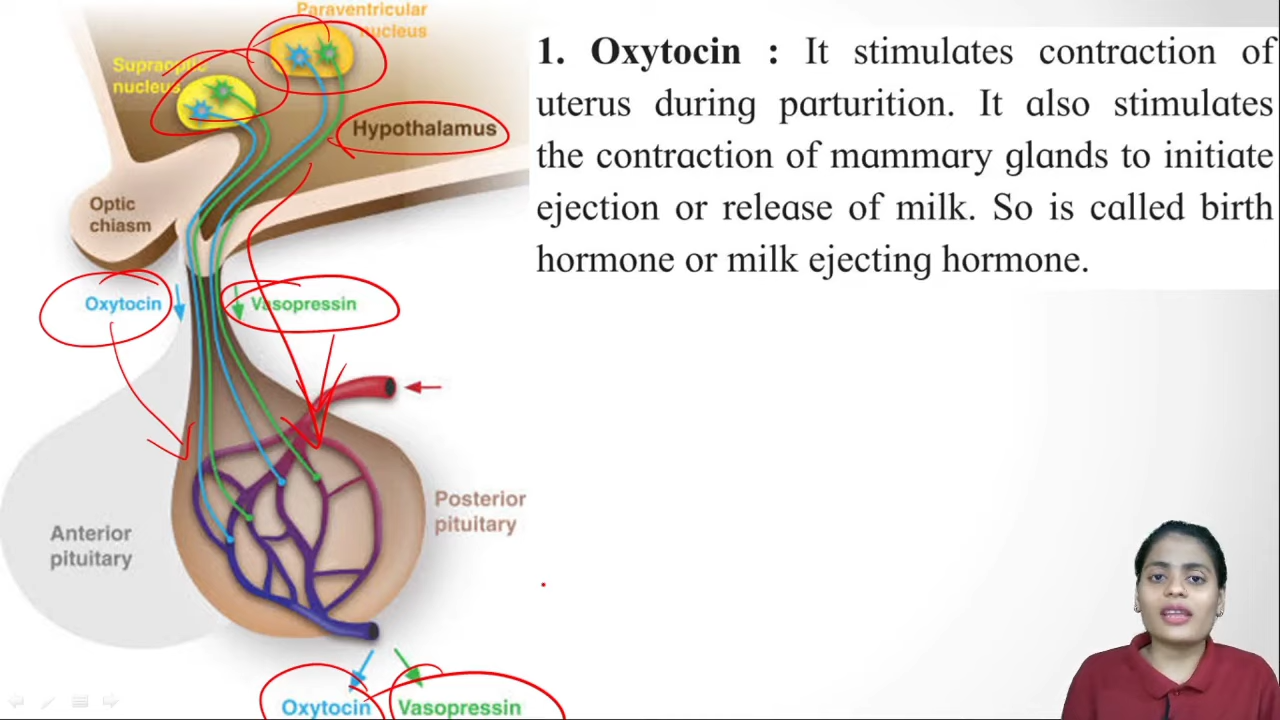 Paraventricular
nucleus
Supraoptic
nucleus
Hypothalamus
Optic
chiasm
Oxytocin
Vasopressin
Anterior
pituitary
Posterior
pituitary
Oxytocin
Vasopressin
1. Oxytocin : It stimulates contraction of
uterus during parturition. It also stimulates
the contraction of mammary glands to initiate
ejection or release of milk. So is called birth
hormone or milk ejecting hormone.